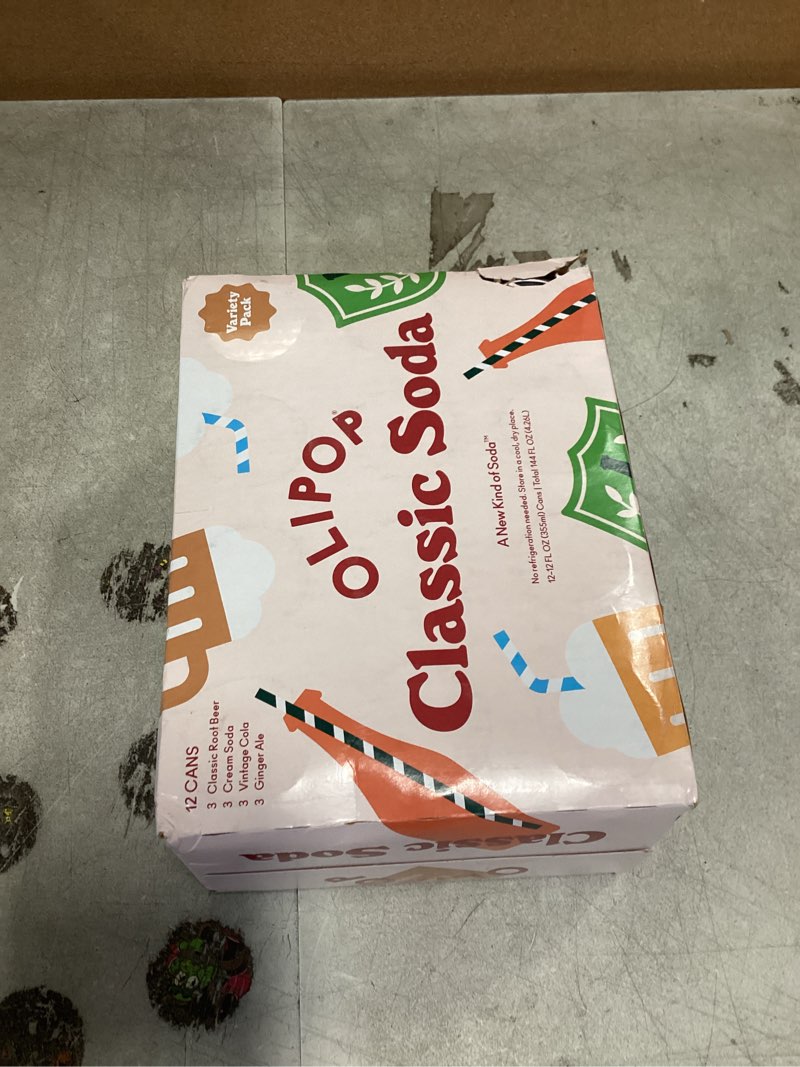 Variety
Pack
OLIPOP
Classic Soda
A New Kind of Soda™
No refrigeration needed. Store in a cool, dry place.
12-12 FL OZ (355ml) Cans | Total 144 FL OZ (4.26L)
12 CANS
3 Classic Root Beer
3 Cream Soda
3 Vintage Cola
3 Ginger Ale
Classic Soda